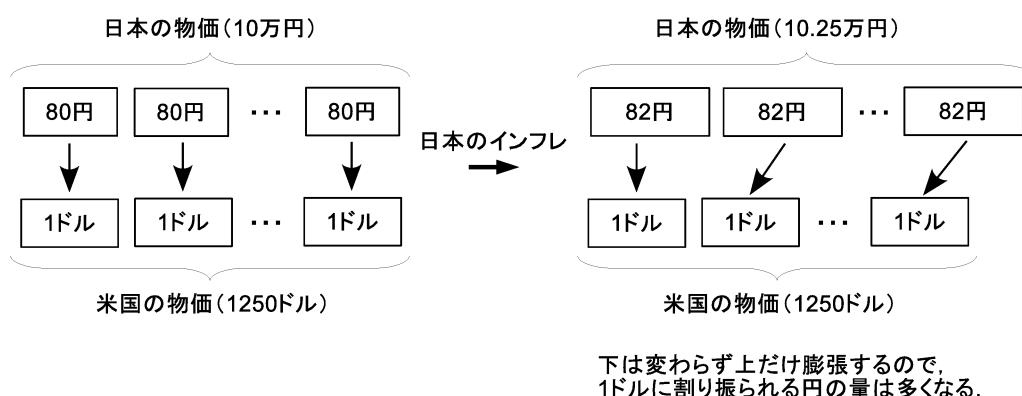 日本の物価(10万円)
80円 80円 ··· 80円
1ドル 1ドル ··· 1ドル
米国の物価(1250ドル)
日本のインフレ
日本の物価(10.25万円)
82円 82円 ··· 82円
1ドル 1ドル ··· 1ドル
米国の物価(1250ドル)
下は変わらず上だけ膨張するので,
1ドルに割り振られる円の量は多くなる.